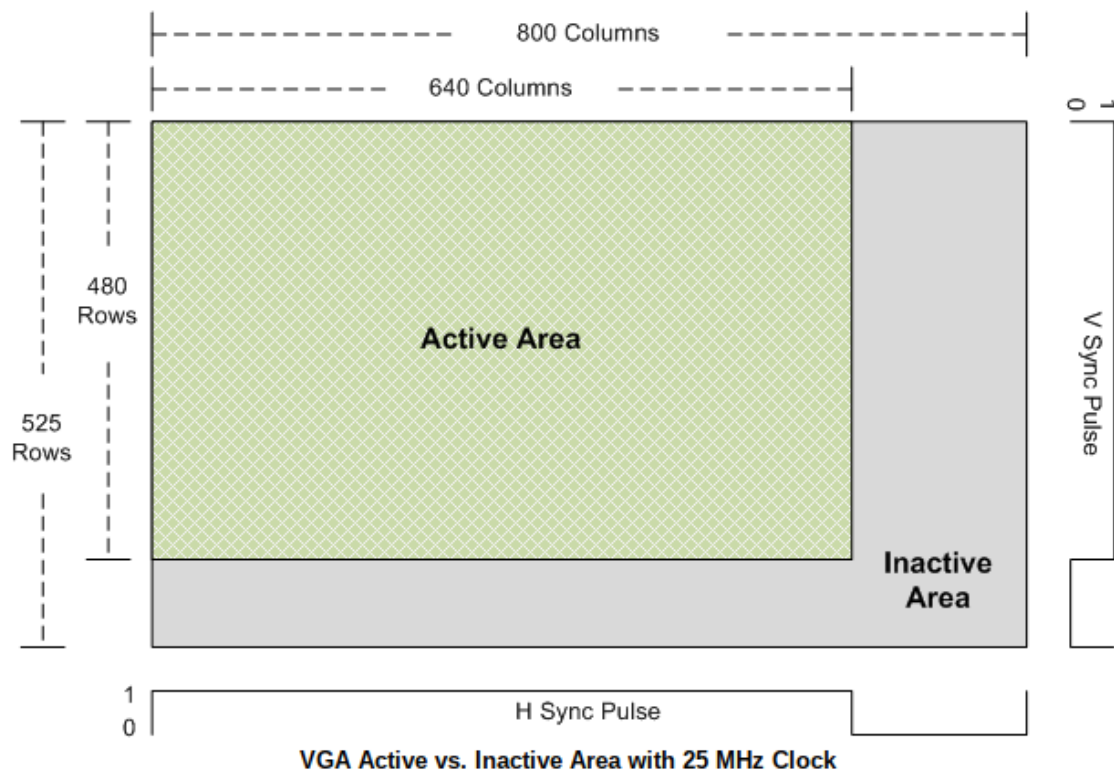 800 Columns
640 Columns
0 1
480
Rows
Active Area
V Sync Pulse
525
Rows
Inactive
Area
1
0
H Sync Pulse
VGA Active vs. Inactive Area with 25 MHz Clock